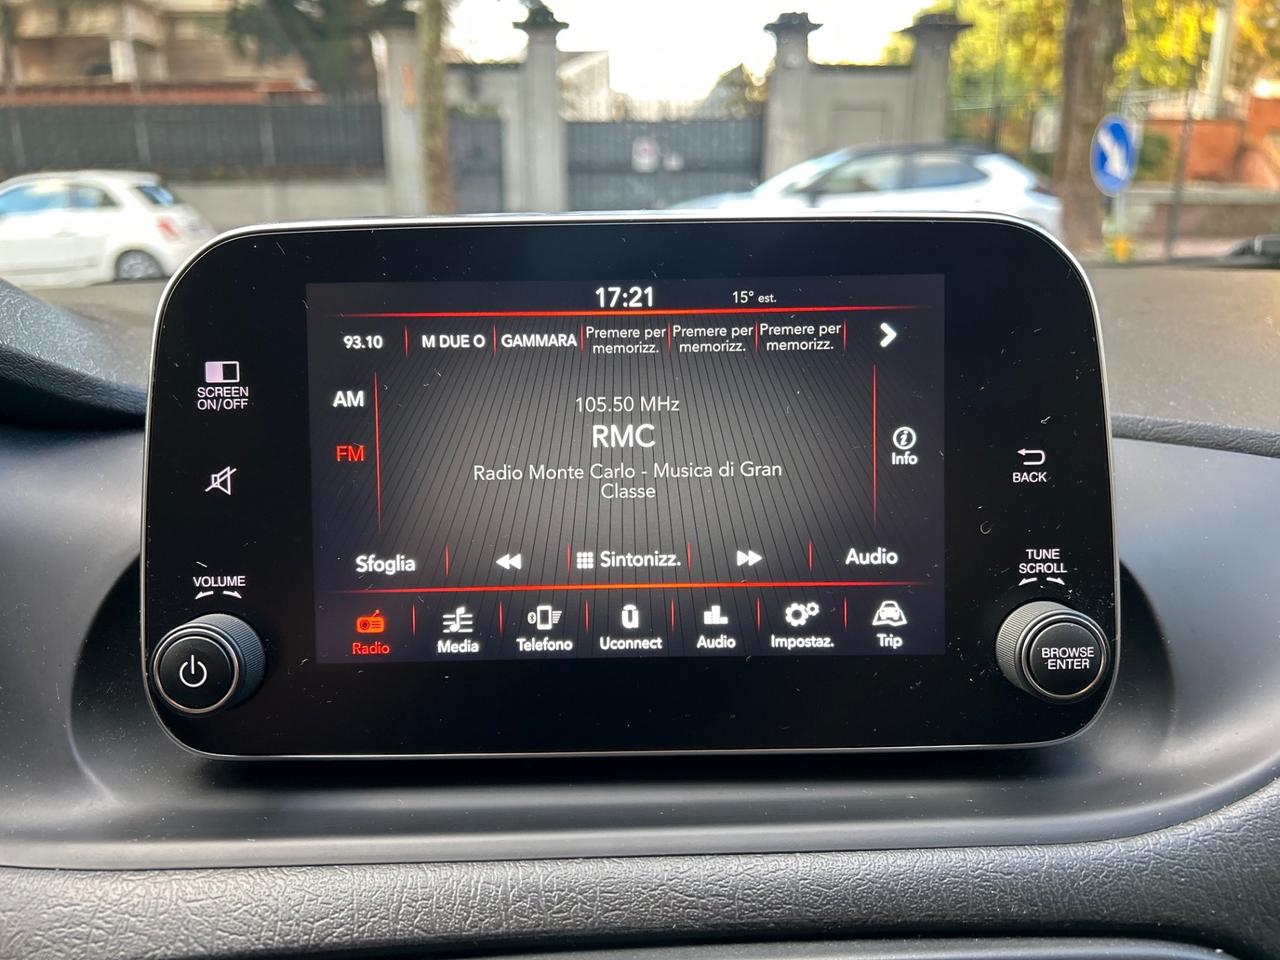 17:21
15° est.
93.10
M DUE O
GAMMARA
Premere per
memorizz.
Premere per
memorizz.
Premere per
memorizz.
SCREEN
ON/OFF
AM
FM
105.50 MHz
RMC
Radio Monte Carlo - Musica di Gran
Classe
Info
BACK
VOLUME
Sfoglia
Sintonizz.
Audio
TUNE
SCROLL
Radio
Media
Telefono
Uconnect
Audio
Impostaz.
Trip
BROWSE
ENTER